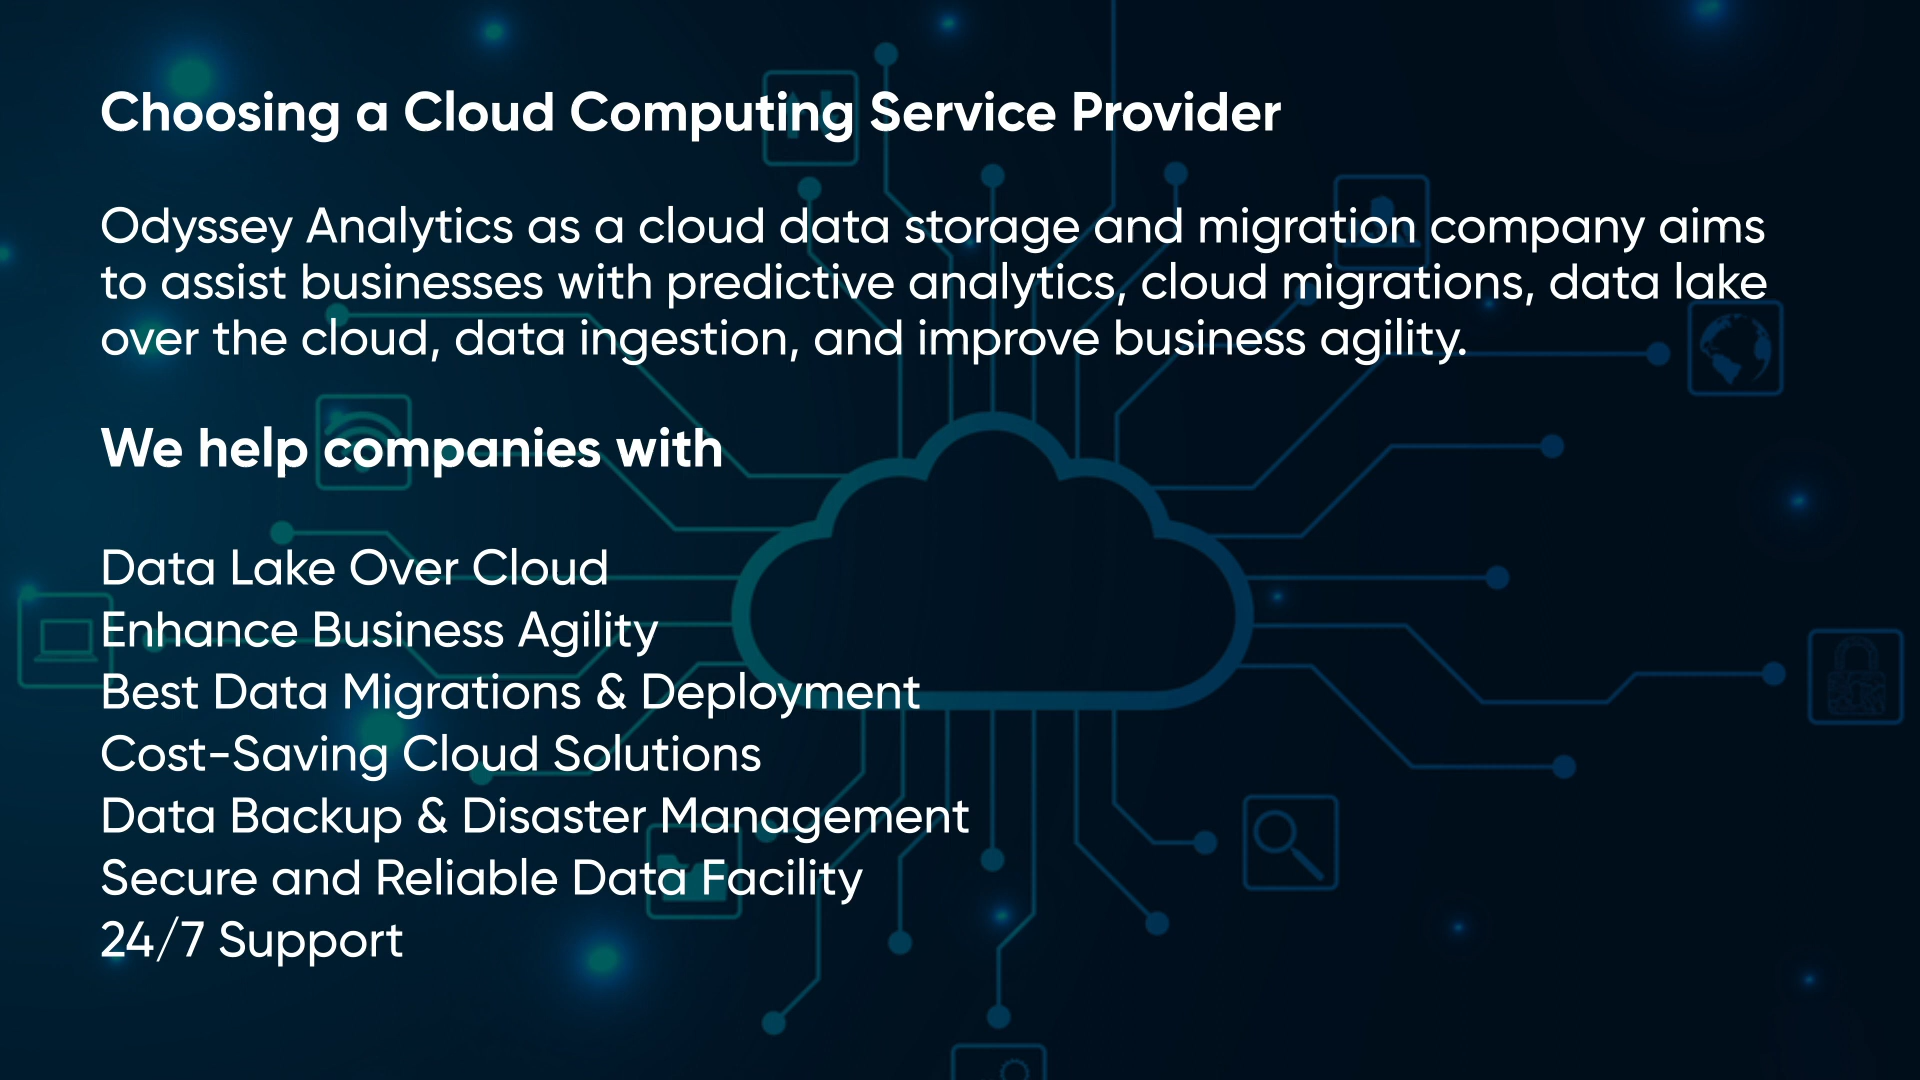 Choosing a Cloud Computing Service Provider
Odyssey Analytics as a cloud data storage and migration company aims
to assist businesses with predictive analytics, cloud migrations, data lake
over the cloud, data ingestion, and improve business agility.
We help companies with
Data Lake Over Cloud
Enhance Business Agility
Best Data Migrations & Deployment
Cost-Saving Cloud Solutions
Data Backup & Disaster Management
Secure and Reliable Data Facility
24/7 Support